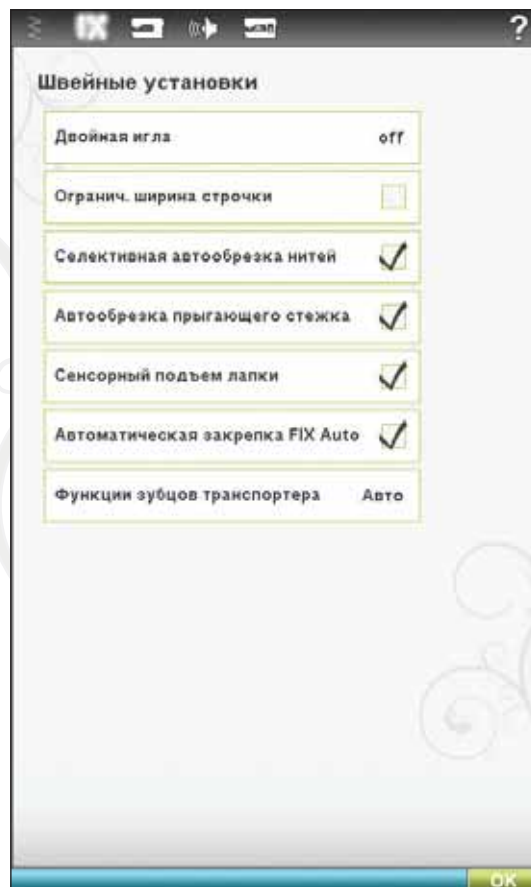 ?
Швейные установки
Двойная игла off
Огранич. ширина строчки
Селективная автообрезка нитей
Автообрезка прыгающего стежка
Сенсорный подъем лапки
Автоматическая закрепка FIX Auto
Функции зубцов транспортера Авто
OK